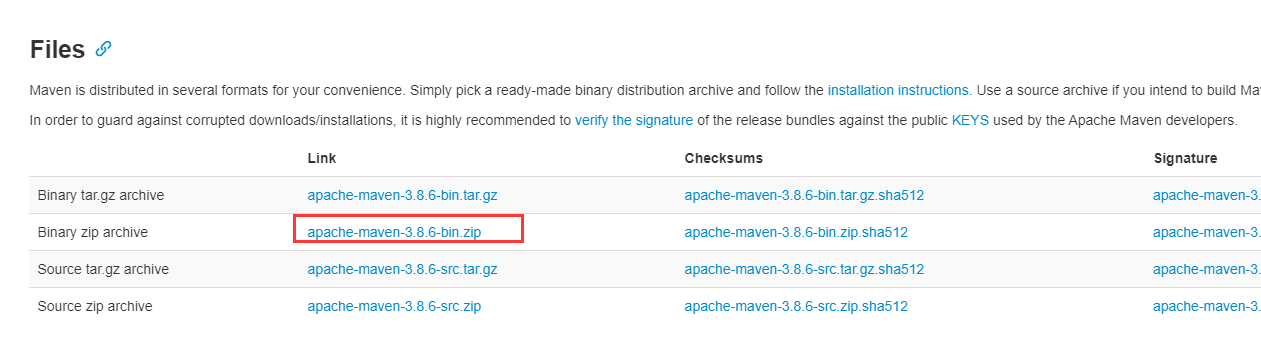 Files
Maven is distributed in several formats for your convenience. Simply pick a ready-made binary distribution archive and follow the installation instructions. Use a source archive if you intend to build
In order to guard against corrupted downloads/installations, it is highly recommended to verify the signature of the release bundles against the public KEYS used by the Apache Maven developers.
Link Checksums Signature
Binary tar.gz archive apache-maven-3.8.6-bin.tar.gz apache-maven-3.8.6-bin.tar.gz.sha512 apache-maven-3.
Binary zip archive apache-maven-3.8.6-bin.zip apache-maven-3.8.6-bin.zip.sha512 apache-maven-3.
Source tar.gz archive apache-maven-3.8.6-src.tar.gz apache-maven-3.8.6-src.tar.gz.sha512 apache-maven-3.
Source zip archive apache-maven-3.8.6-src.zip apache-maven-3.8.6-src.zip.sha512 apache-maven-3.